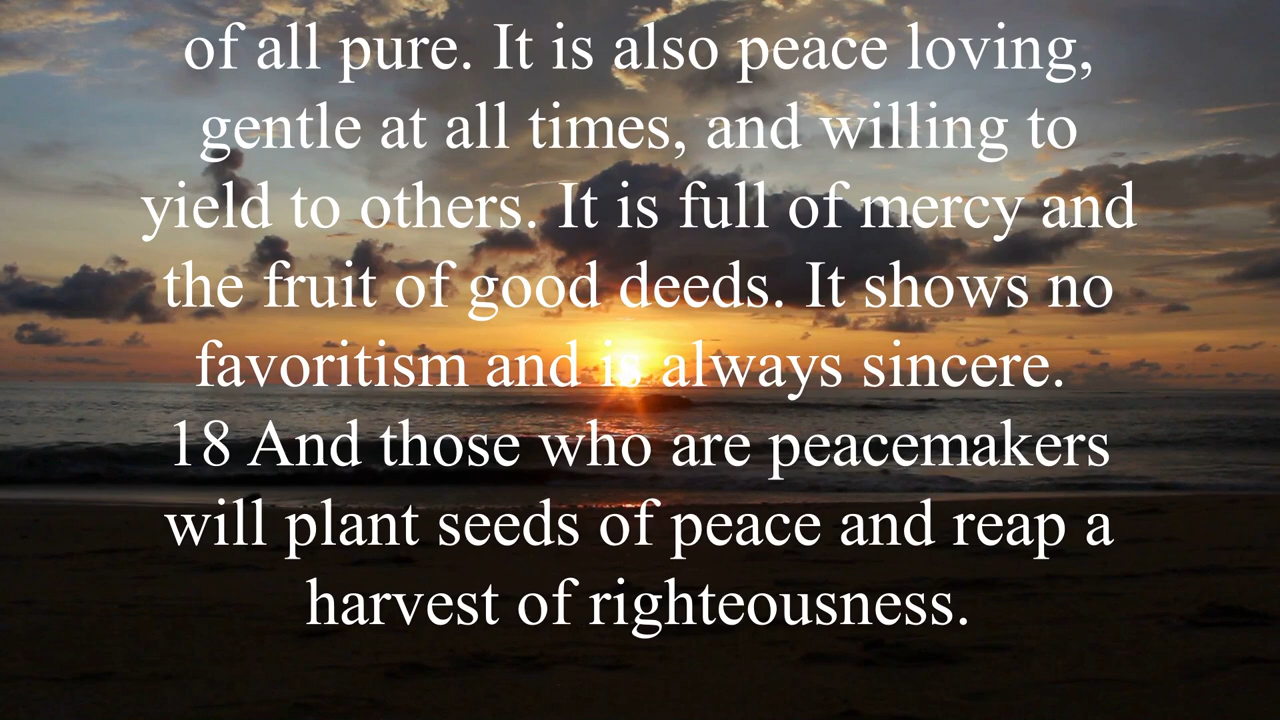 of all pure. It is also peace loving,
gentle at all times, and willing to
yield to others. It is full of mercy and
the fruit of good deeds. It shows no
favoritism and is always sincere.
18 And those who are peacemakers
will plant seeds of peace and reap a
harvest of righteousness.